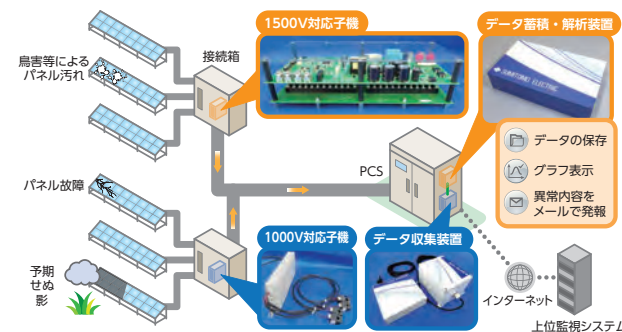 1500V対応子機
データ蓄積・解析装置
接続箱
鳥害等による
パネル汚れ
SUMITOMO ELECTRIC
データの保存
グラフ表示
異常内容を
メールで発報
PCS
パネル故障
1000V対応子機
データ収集装置
予期
せぬ
影
インターネット
上位監視システム